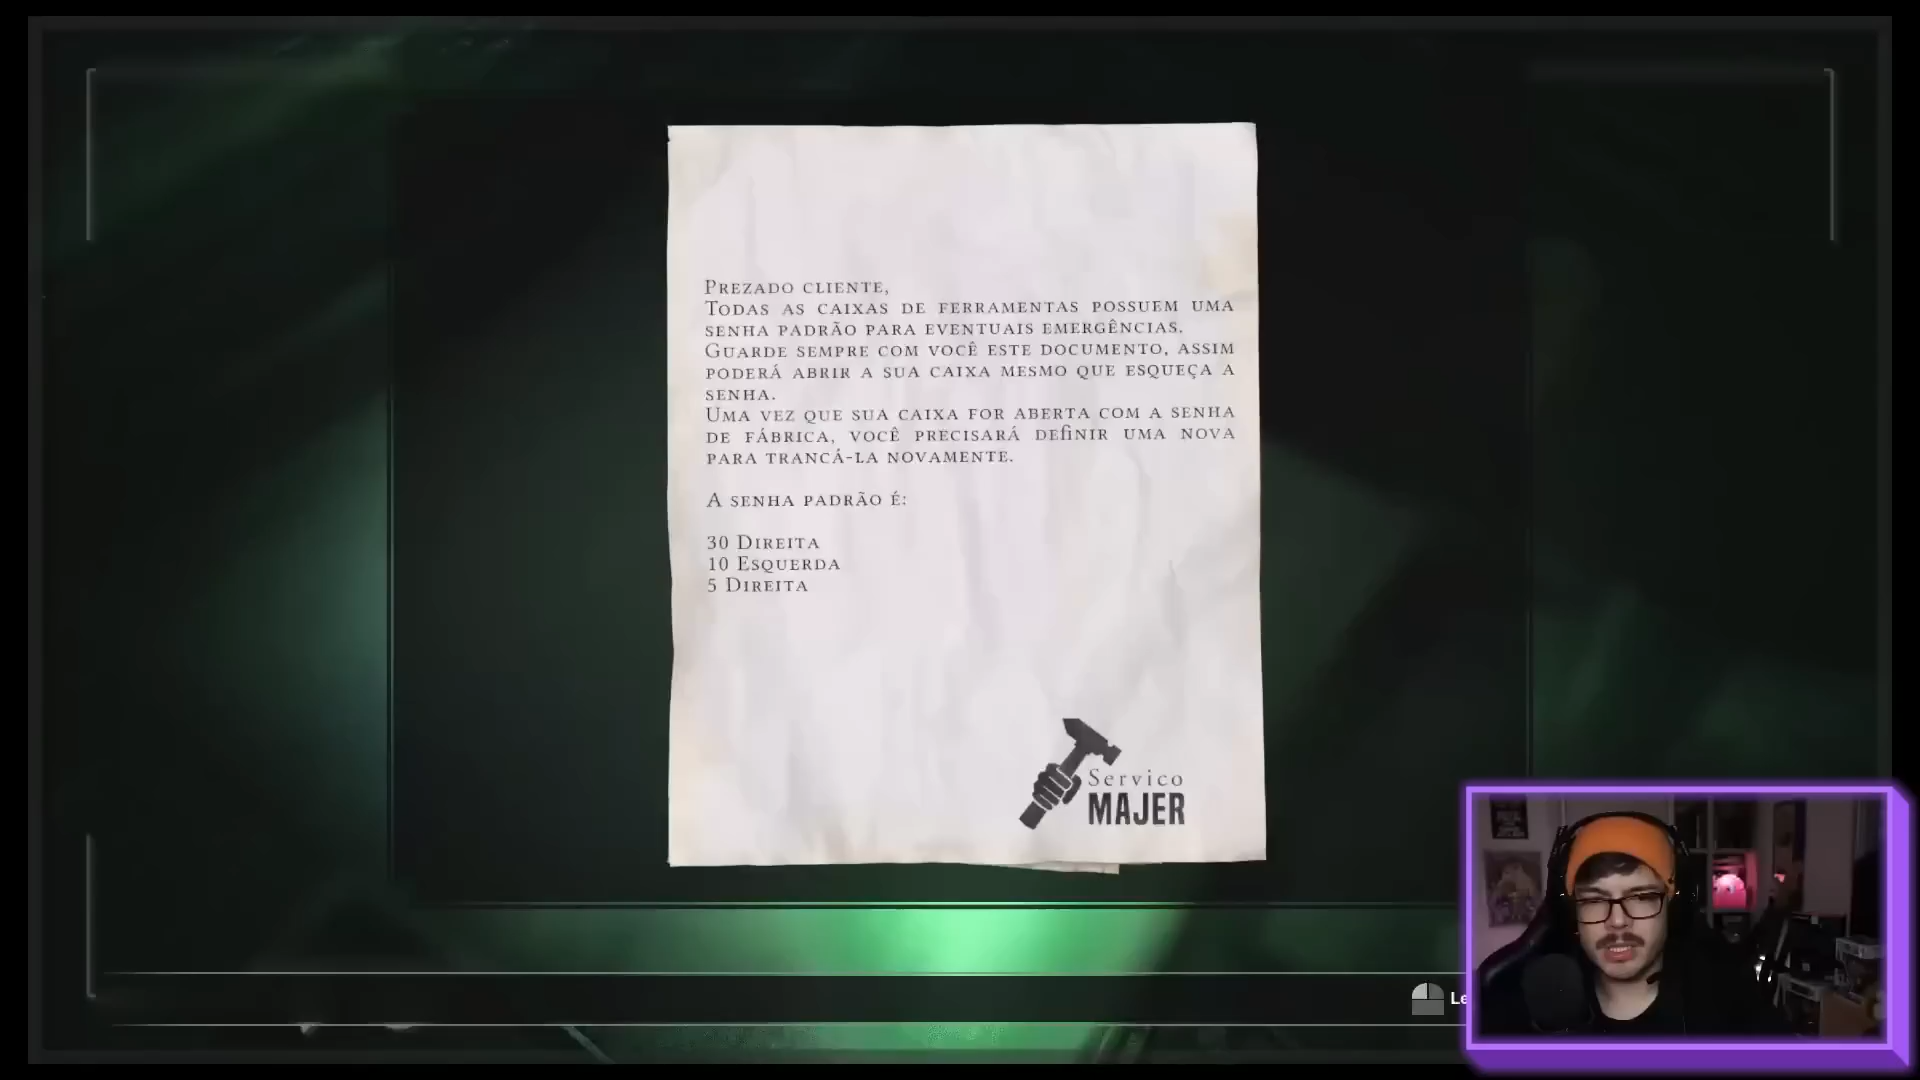 Prezado cliente,
Todas as caixas de ferramentas possuem uma
senha padrão para eventuais emergências.
Guarde sempre com você este documento, assim
poderá abrir a sua caixa mesmo que esqueça a
senha.
Uma vez que sua caixa for aberta com a senha
de fábrica, você precisará definir uma nova
para trancá-la novamente.
A senha padrão é:
30 Direita
10 Esquerda
5 Direita
Servico
MAJER